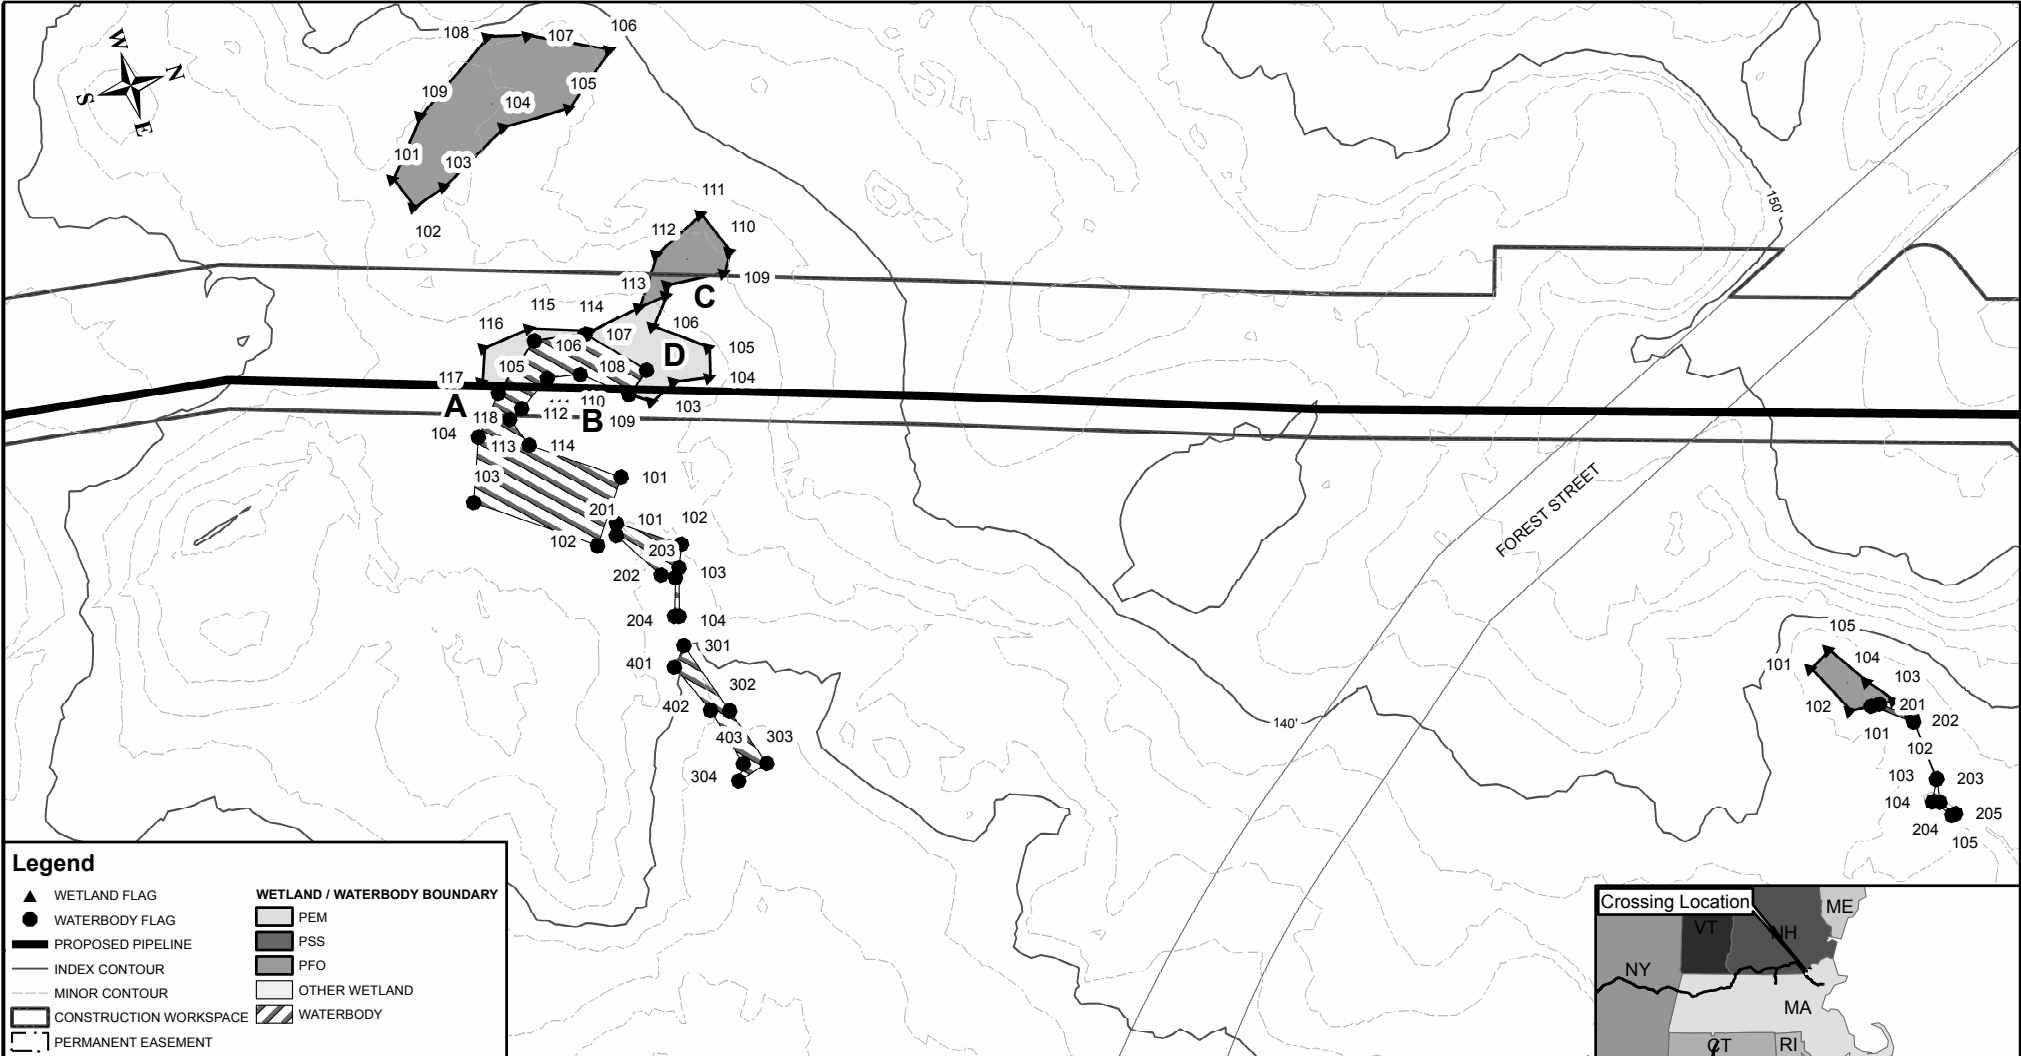 W
N
S
E
108
107
106
109
104
105
101
103
102
111
112
110
113
109
C
115
114
116
106
107
106
D
105
105
108
117
104
A
110
112
B
103
118
109
104
113
114
103
101
201
101
102
102
203
202
103
204
104
301
401
302
402
403
303
304
150'
140'
FOREST STREET
105
101
104
103
102
201
202
101
102
103
203
104
205
204
105
Legend
WETLAND FLAG
WATERBODY FLAG
PROPOSED PIPELINE
INDEX CONTOUR
MINOR CONTOUR
CONSTRUCTION WORKSPACE
PERMANENT EASEMENT
WETLAND / WATERBODY BOUNDARY
PEM
PSS
PFO
OTHER WETLAND
WATERBODY
Crossing Location
ME
VT
NH
NY
MA
CT
RI